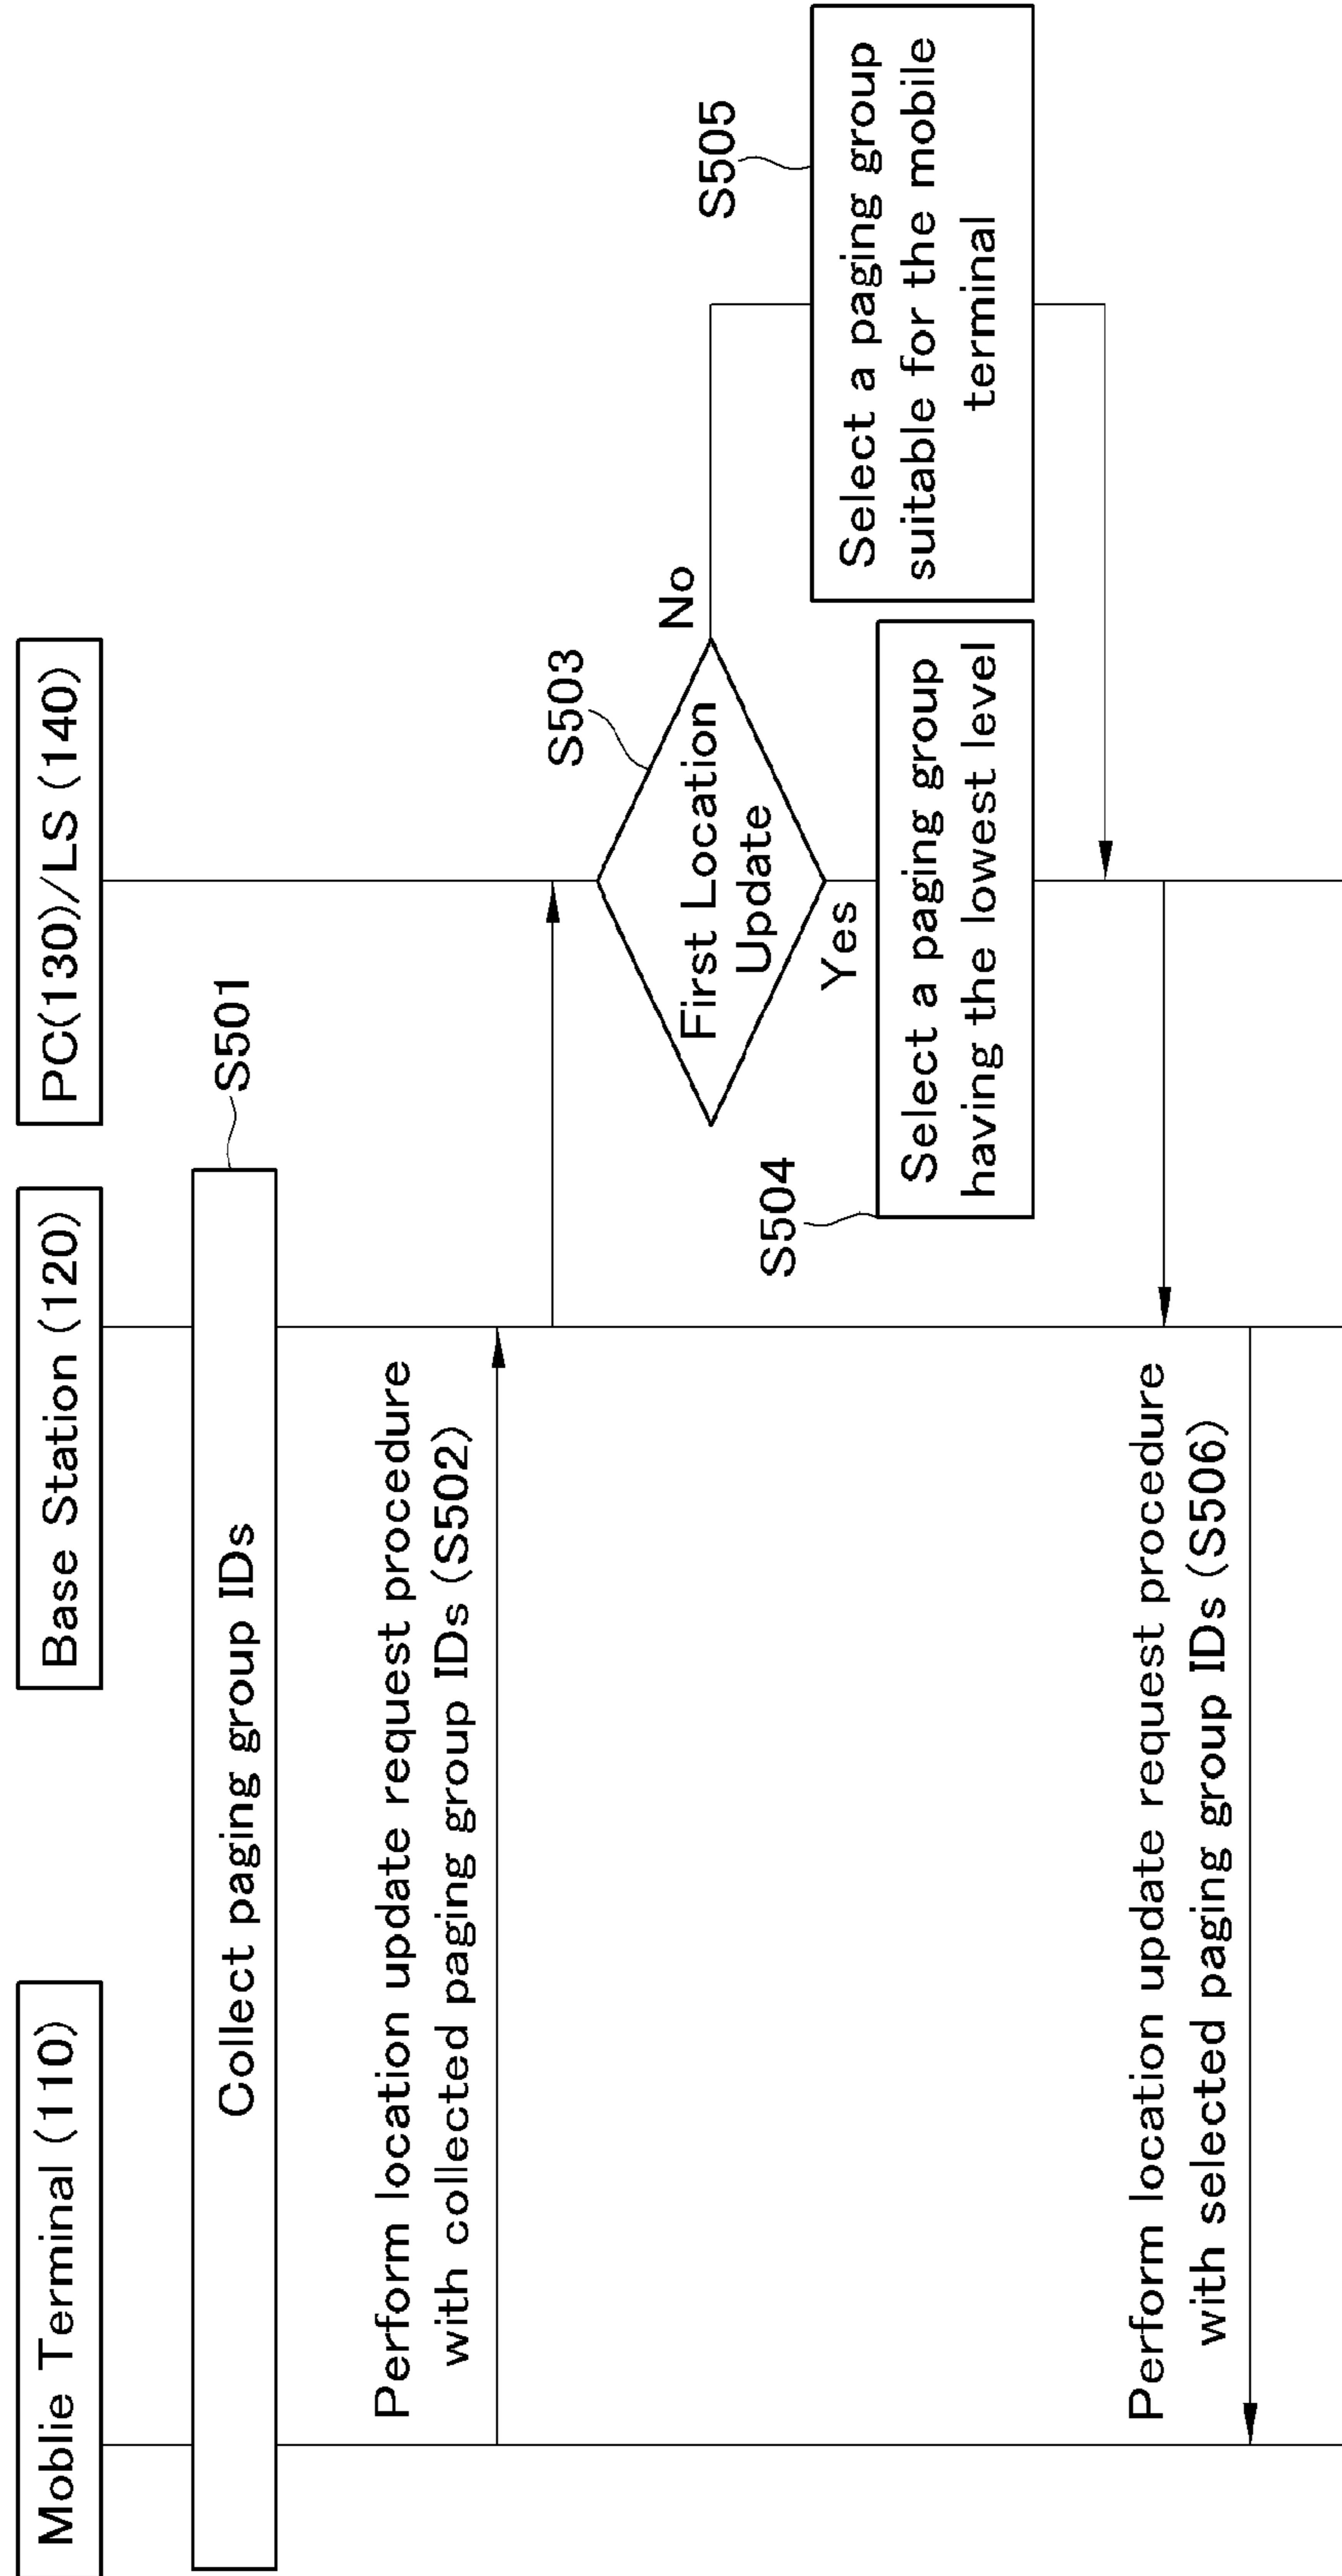 Moblie Terminal (110)
Base Station (120)
PC(130)/LS (140)
Collect paging group IDs
S501
Perform location update request procedure
with collected paging group IDs (S502)
S503
First Location
Update
No
Yes
S505
Select a paging group
suitable for the mobile
terminal
S504
Select a paging group
having the lowest level
Perform location update request procedure
with selected paging group IDs (S506)